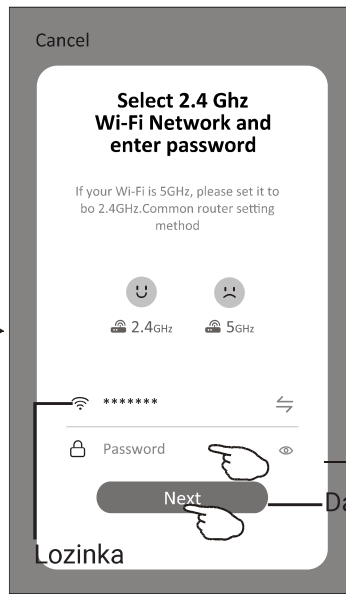 Cancel
Select 2.4 Ghz
Wi-Fi Network and
enter password
If your Wi-Fi is 5GHz, please set it to
bo 2.4GHz.Common router setting
method
2.4GHz 5GHz
*******
Password
Next
Lozinka